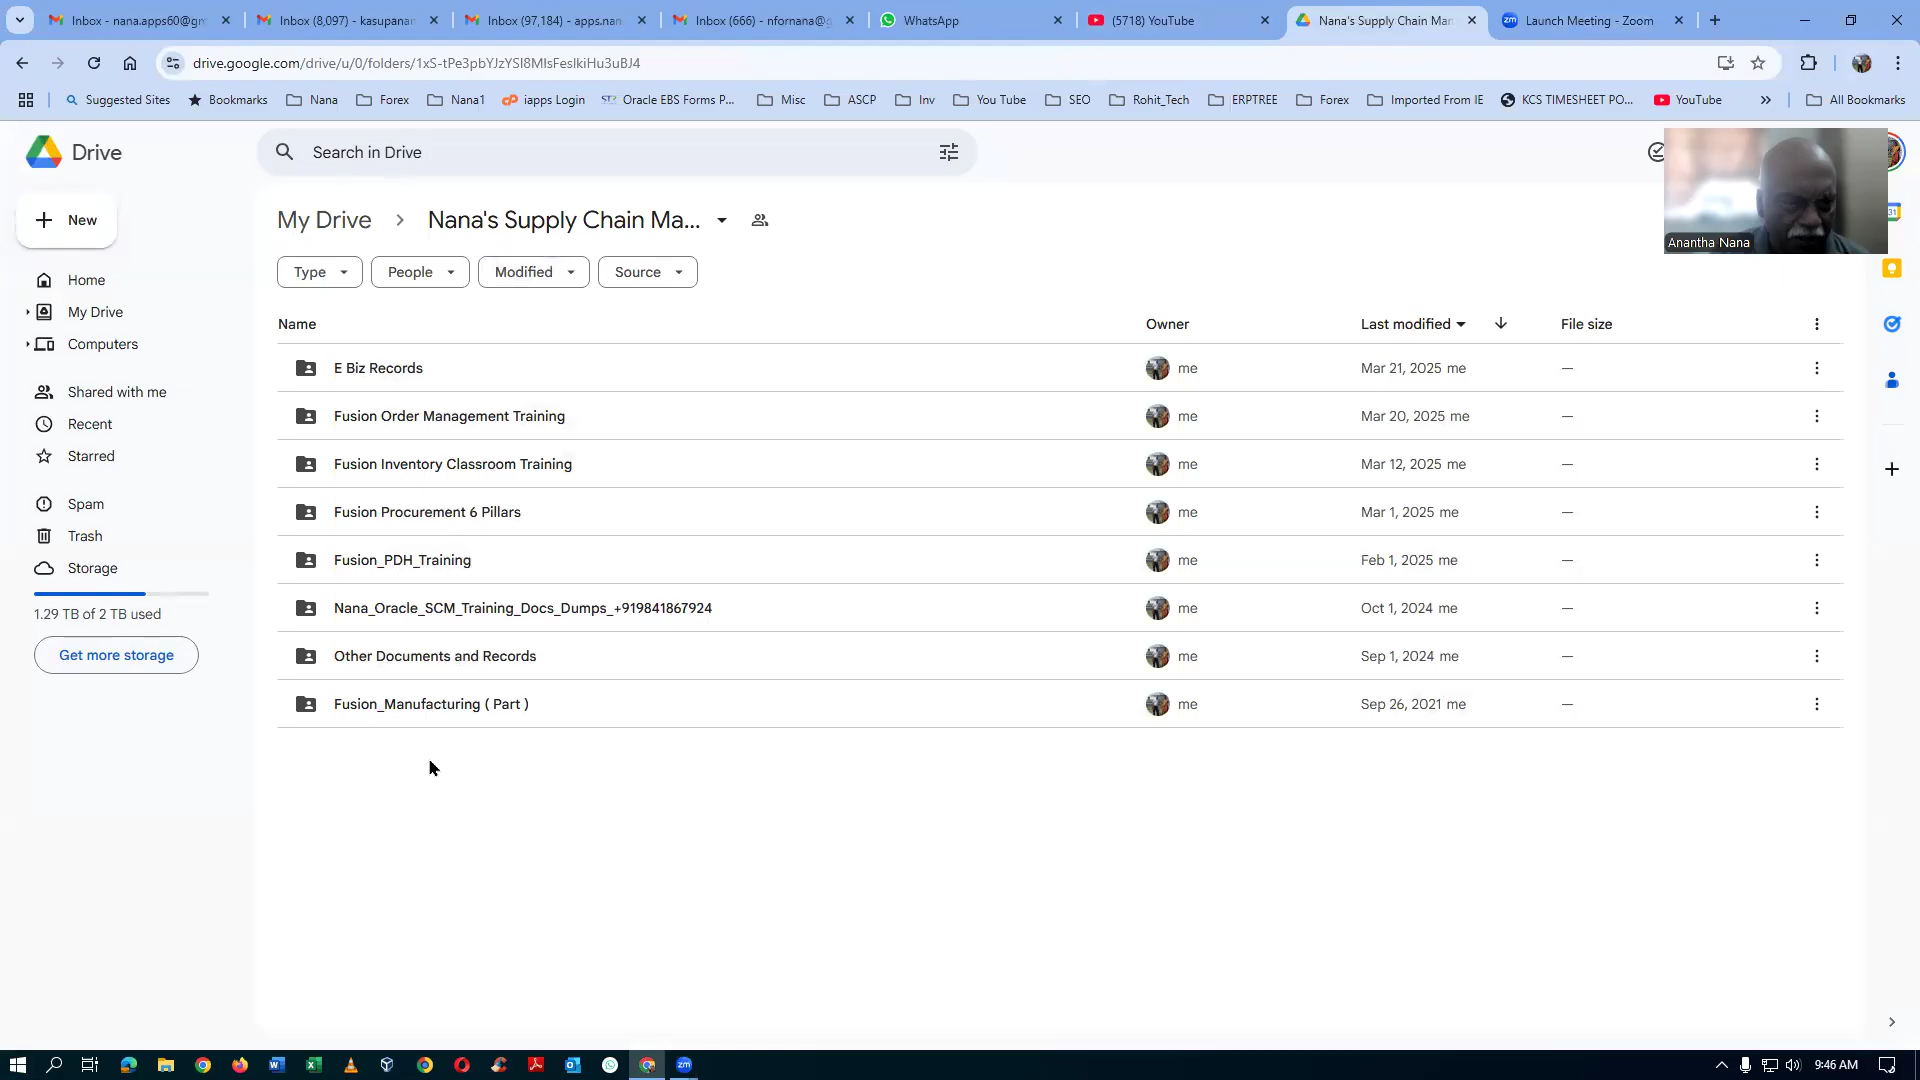 Inbox - nana.apps60@gm
Inbox (8,097) - kasupanan
Inbox (97,184) - apps.nan
Inbox (666) - nfornana@g
WhatsApp
(5718) YouTube
Nana's Supply Chain Man
Launch Meeting - Zoom
drive.google.com/drive/u/0/folders/1xS-tPe3pbYJzYSI8MIsFesIkiHu3uBJ4
Suggested Sites
Bookmarks
Nana
Forex
Nana1
iapps Login
Oracle EBS Forms P...
Misc
ASCP
Inv
You Tube
SEO
Rohit_Tech
ERPTREE
Forex
Imported From IE
KCS TIMESHEET PO...
YouTube
All Bookmarks
Drive
Search in Drive
Anantha Nana
New
My Drive
Nana's Supply Chain Ma...
Type
People
Modified
Source
Home
My Drive
Computers
Shared with me
Recent
Starred
Spam
Trash
Storage
1.29 TB of 2 TB used
Get more storage
Name Owner Last modified File size
E Biz Records me Mar 21, 2025 me —
Fusion Order Management Training me Mar 20, 2025 me —
Fusion Inventory Classroom Training me Mar 12, 2025 me —
Fusion Procurement 6 Pillars me Mar 1, 2025 me —
Fusion_PDH_Training me Feb 1, 2025 me —
Nana_Oracle_SCM_Training_Docs_Dumps_+919841867924 me Oct 1, 2024 me —
Other Documents and Records me Sep 1, 2024 me —
Fusion_Manufacturing ( Part ) me Sep 26, 2021 me —
9:46 AM